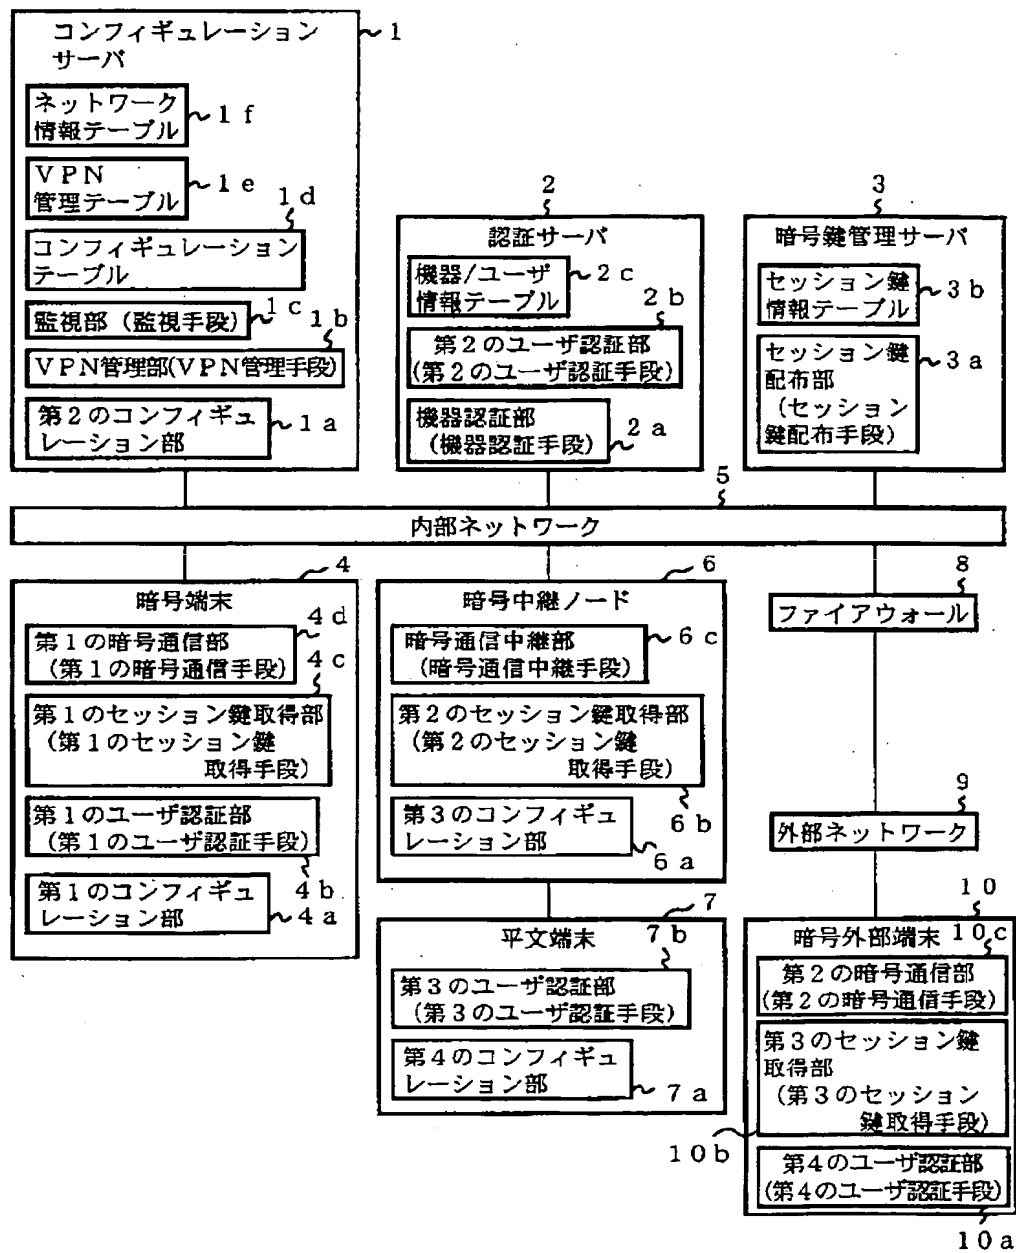 コンフィギュレーション
サーバ
1
ネットワーク
情報テーブル
1f
VPN
管理テーブル
1e
1d
コンフィギュレーション
テーブル
監視部(監視手段)
1c
1b
VPN管理部(VPN管理手段)
第2のコンフィギュ
レーション部
1a
2
認証サーバ
機器/ユーザ
情報テーブル
2c
2b
第2のユーザ認証部
(第2のユーザ認証手段)
機器認証部
(機器認証手段)
2a
3
暗号鍵管理サーバ
セッション鍵
情報テーブル
3b
セッション鍵
配布部
(セッション
鍵配布手段)
3a
5
内部ネットワーク
4
暗号端末
4d
第1の暗号通信部
(第1の暗号通信手段)
4c
第1のセッション鍵取得部
(第1のセッション鍵
取得手段)
第1のユーザ認証部
(第1のユーザ認証手段)
4b
第1のコンフィギュ
レーション部
4a
6
暗号中継ノード
暗号通信中継部
(暗号通信中継手段)
6c
第2のセッション鍵取得部
(第2のセッション鍵
取得手段)
6b
第3のコンフィギュ
レーション部
6a
7
平文端末
7b
第3のユーザ認証部
(第3のユーザ認証手段)
第4のコンフィギュ
レーション部
7a
8
ファイアウォール
9
外部ネットワーク
10
暗号外部端末
10c
第2の暗号通信部
(第2の暗号通信手段)
第3のセッション鍵
取得部
(第3のセッション
鍵取得手段)
10b
第4のユーザ認証部
(第4のユーザ認証手段)
10a